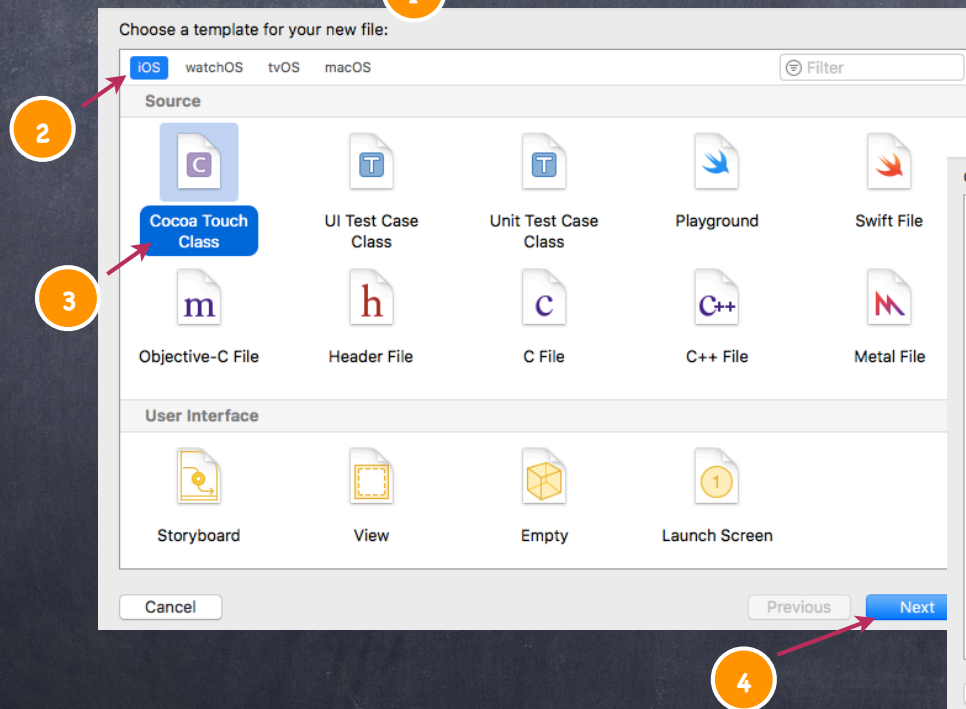 Choose a template for your new file:
iOS watchOS tvOS macOS Filter
2
Source
C T T
Cocoa Touch Class
UI Test Case Class
Unit Test Case Class
Playground
Swift File
3
m h c C++
Objective-C File Header File C File C++ File Metal File
User Interface
1
Storyboard View Empty Launch Screen
Cancel Previous Next
4